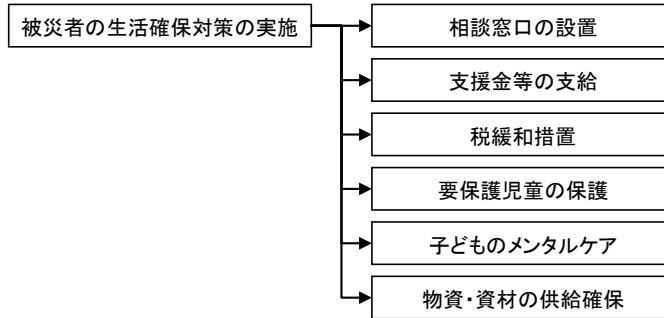 被災者の生活確保対策の実施
相談窓口の設置
支援金等の支給
税緩和措置
要保護児童の保護
子どものメンタルケア
物資・資材の供給確保